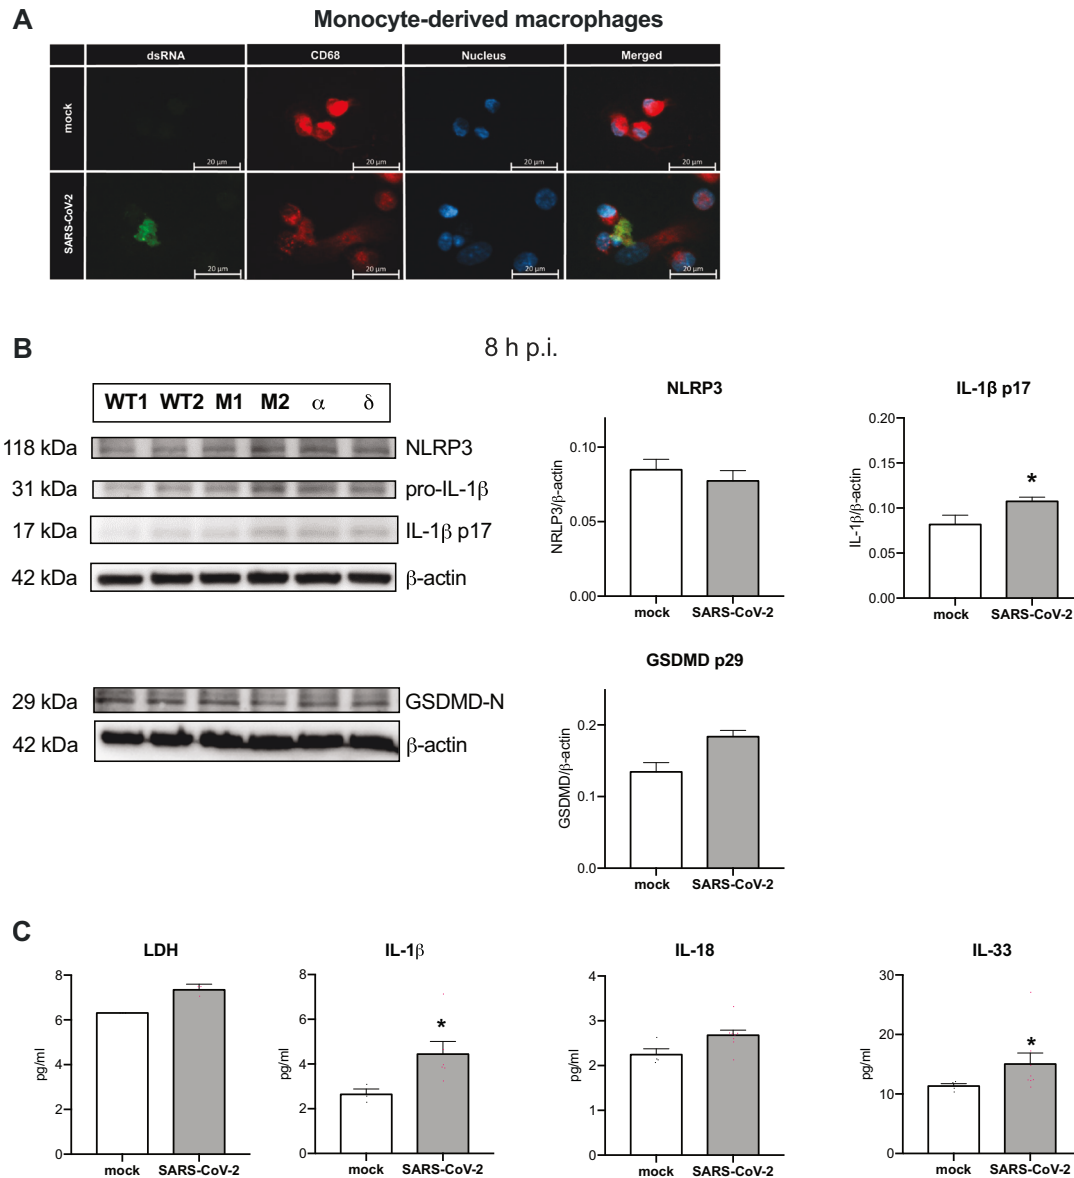 A
Monocyte-derived macrophages
dsRNA CD68 Nucleus Merged
mock
20 µm 20 µm 20 µm 20 µm
SARS-CoV-2
20 µm 20 µm 20 µm 20 µm
B
8 h p.i.
WT1 WT2 M1 M2 α δ
118 kDa NLRP3
31 kDa pro-IL-1β
17 kDa IL-1β p17
42 kDa β-actin
29 kDa GSDMD-N
42 kDa β-actin
NLRP3
NRLP3/β-actin
0.10
0.05
0.00
mock SARS-CoV-2
IL-1β p17
IL-1β/β-actin
0.20
0.15
0.10
0.05
0.00
*
mock SARS-CoV-2
GSDMD p29
GSDMD/β-actin
0.2
0.1
0.0
mock SARS-CoV-2
C
LDH
pg/ml
8
6
4
2
0
mock SARS-CoV-2
IL-1β
pg/ml
8
6
4
2
0
*
mock SARS-CoV-2
IL-18
pg/ml
4
3
2
1
0
mock SARS-CoV-2
IL-33
pg/ml
30
20
10
0
*
mock SARS-CoV-2